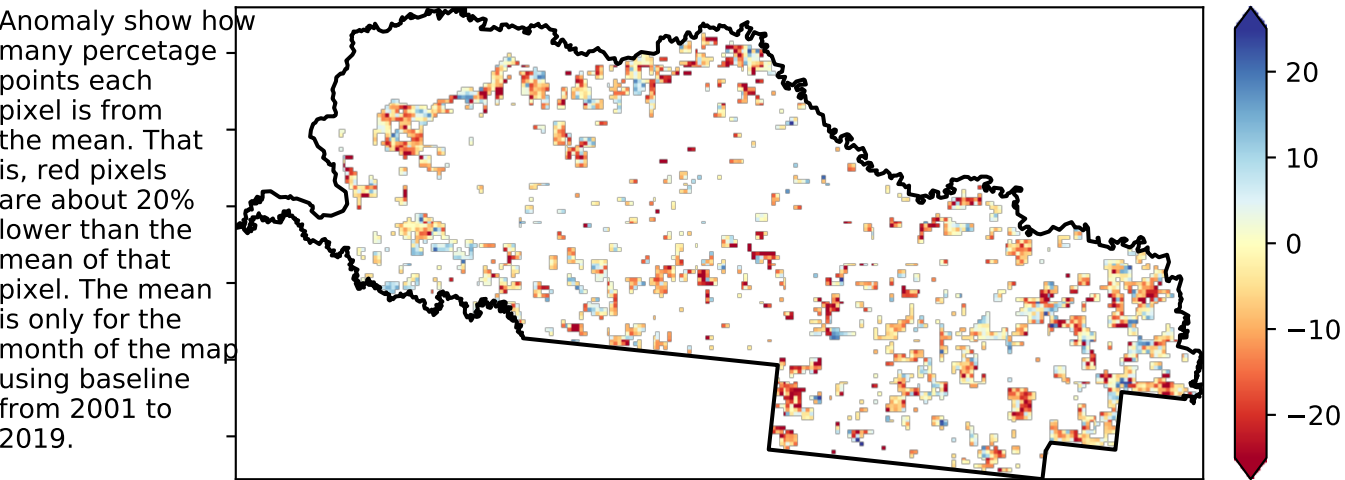 Anomaly show how
many percetage
points each
pixel is from
the mean. That
is, red pixels
are about 20%
lower than the
mean of that
pixel. The mean
is only for the
month of the map
using baseline
from 2001 to
2019.
20
10
0
−10
−20